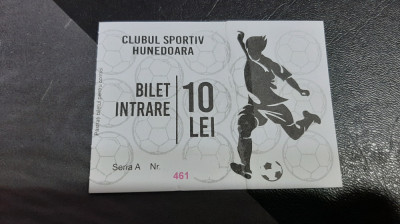 CLUBUL SPORTIV
HUNEDOARA
BILET
INTRARE
10
LEI
Seria A Nr.
461